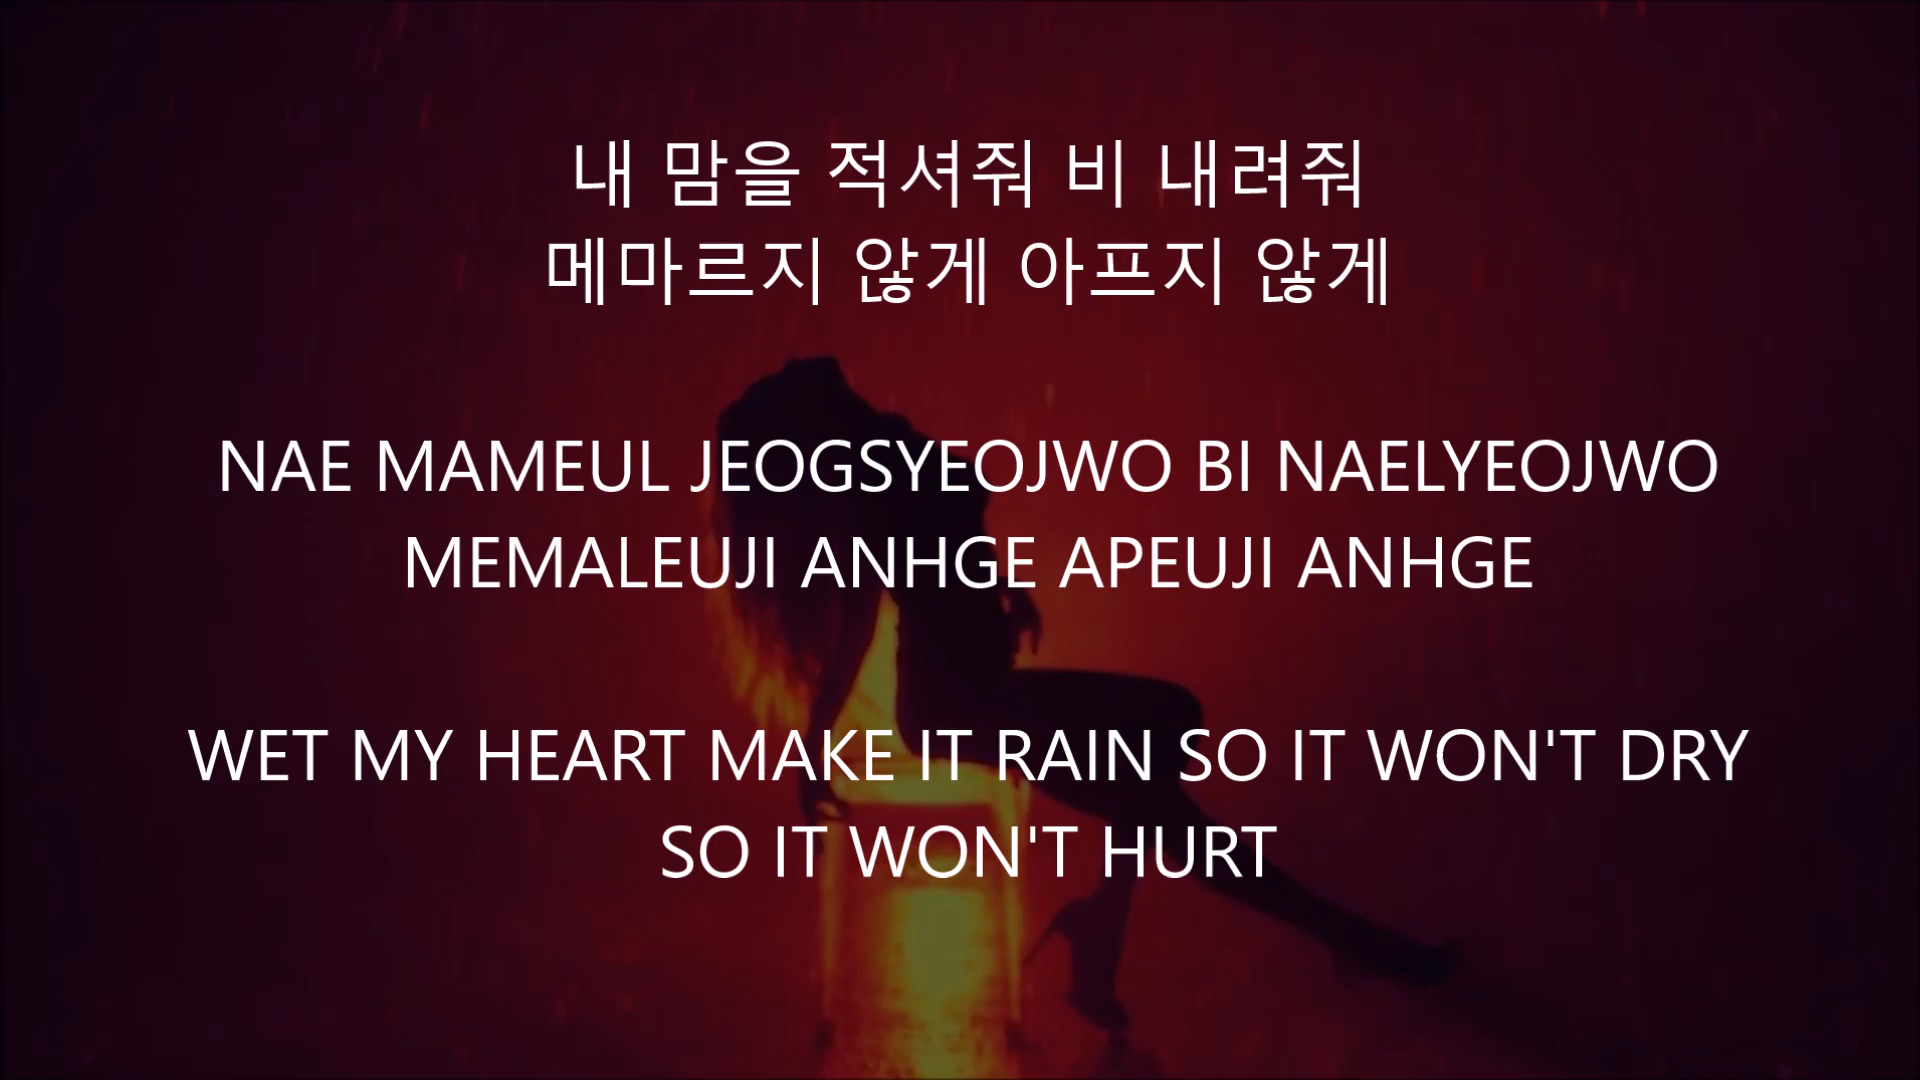 내 맘을 적셔줘 비 내려줘
메마르지 않게 아프지 않게
NAE MAMEUL JEOGSYEOJWO BI NAELYEOJWO
MEMALEUJI ANHGE APEUJI ANHGE
WET MY HEART MAKE IT RAIN SO IT WON'T DRY
SO IT WON'T HURT